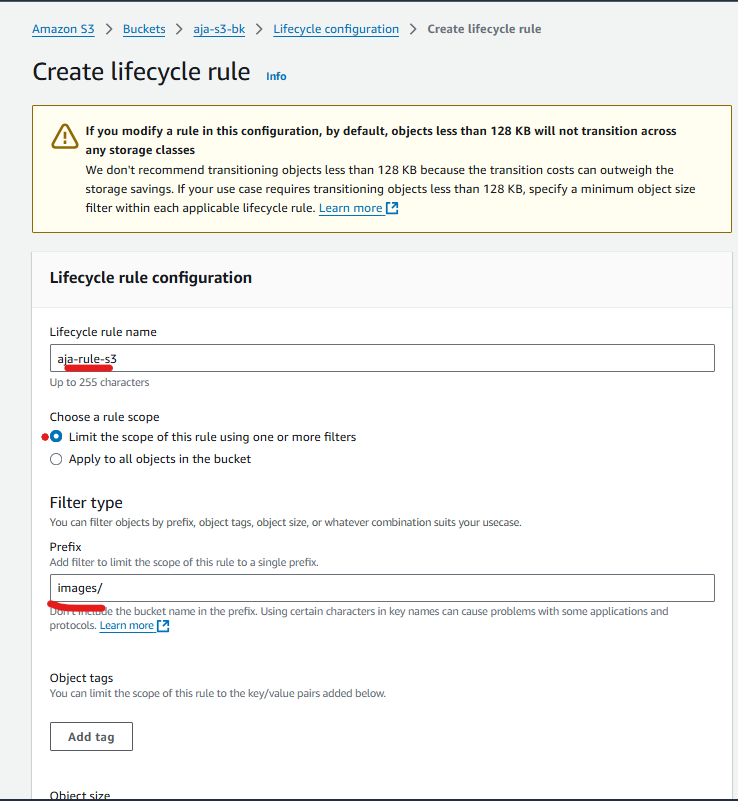 Amazon S3 > Buckets > aja-s3-bk > Lifecycle configuration > Create lifecycle rule
Create lifecycle rule Info
If you modify a rule in this configuration, by default, objects less than 128 KB will not transition across
any storage classes
We don't recommend transitioning objects less than 128 KB because the transition costs can outweigh the
storage savings. If your use case requires transitioning objects less than 128 KB, specify a minimum object size
filter within each applicable lifecycle rule. Learn more
Lifecycle rule configuration
Lifecycle rule name
aja-rule-s3
Up to 255 characters
Choose a rule scope
Limit the scope of this rule using one or more filters
Apply to all objects in the bucket
Filter type
You can filter objects by prefix, object tags, object size, or whatever combination suits your usecase.
Prefix
Add filter to limit the scope of this rule to a single prefix.
images/
Don't include the bucket name in the prefix. Using certain characters in key names can cause problems with some applications and
protocols. Learn more
Object tags
You can limit the scope of this rule to the key/value pairs added below.
Add tag
Object size